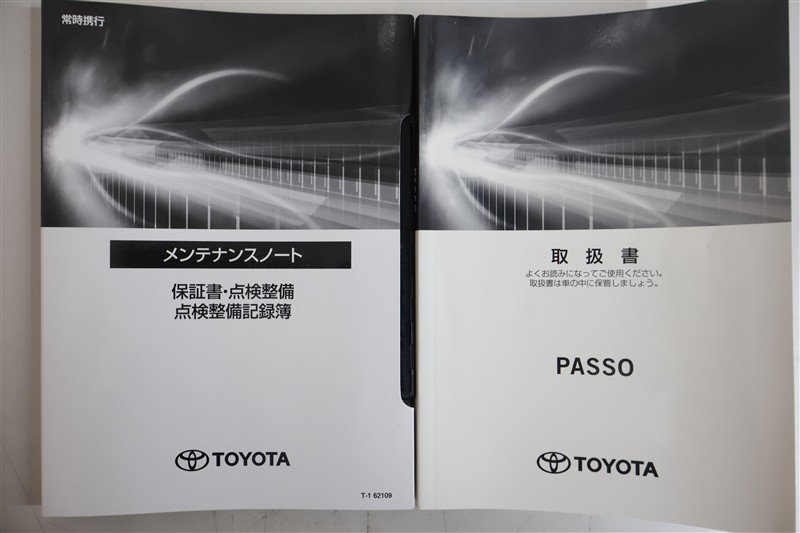 常時携行
メンテナンスノート
保証書・点検整備
点検整備記録簿
TOYOTA
T-1 62109
取扱書
よくお読みになってご使用ください。
取扱書は車の中に保管しましょう。
PASSO
TOYOTA